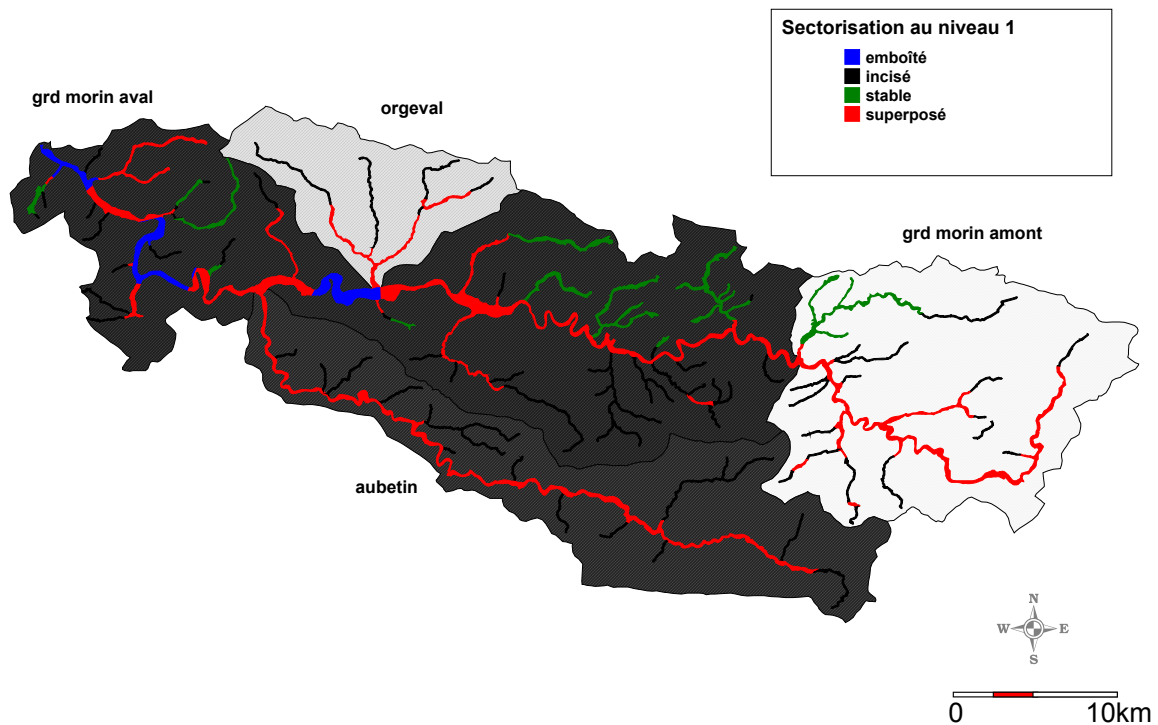 Sectorisation au niveau 1
emboîté
incisé
stable
superposé
grd morin aval
orgeval
grd morin amont
aubetin
N
W E
S
0 10km